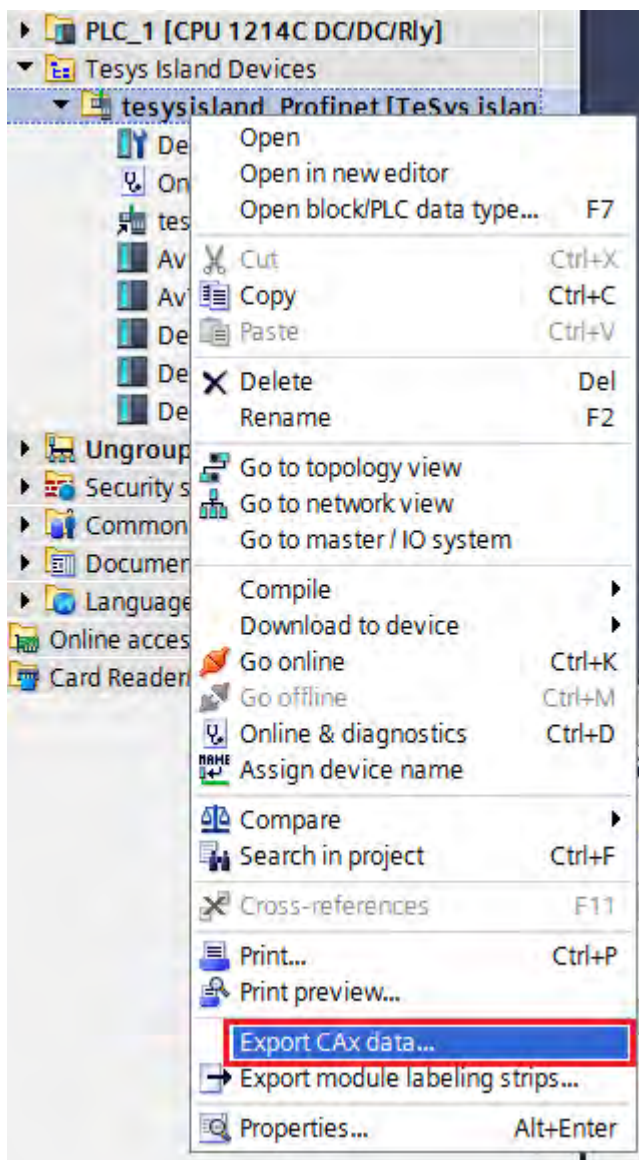 PLC_1 [CPU 1214C DC/DC/Rly]
Tesys Island Devices
tesysisland_Profinet [TeSys islan
De
On
tes
Av
Av
De
De
De
Ungroup
Security s
Common
Documen
Language
Online acces
Card Reader/
Open
Open in new editor
Open block/PLC data type... F7
Cut Ctrl+X
Copy Ctrl+C
Paste Ctrl+V
Delete Del
Rename F2
Go to topology view
Go to network view
Go to master / IO system
Compile
Download to device
Go online Ctrl+K
Go offline Ctrl+M
Online & diagnostics Ctrl+D
NAME Assign device name
Compare
Search in project Ctrl+F
Cross-references F11
Print... Ctrl+P
Print preview...
Export CAx data...
Export module labeling strips...
Properties... Alt+Enter